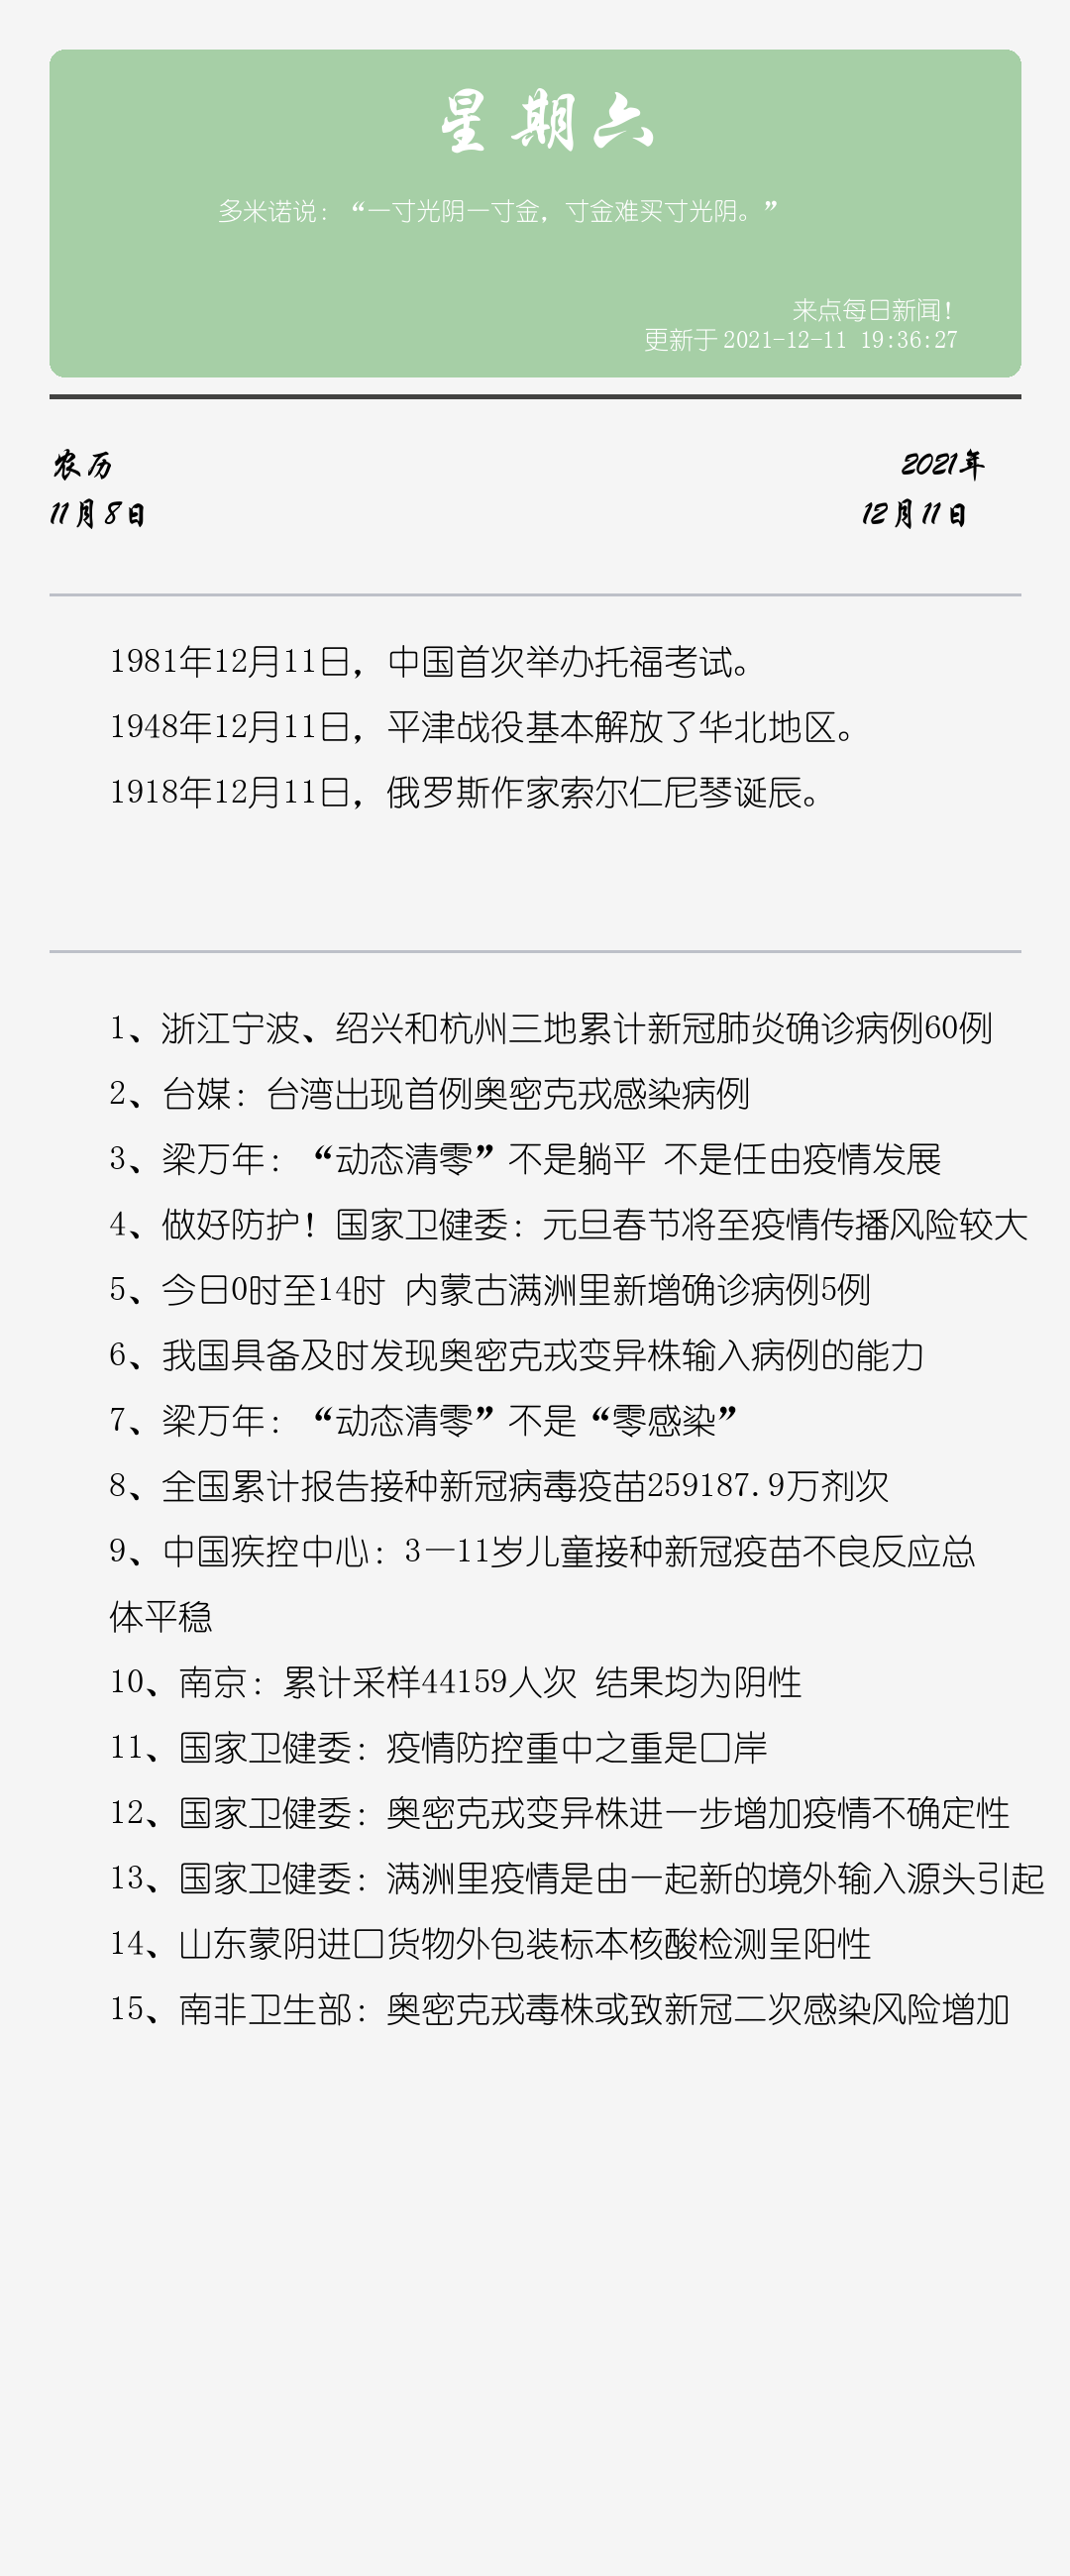 星期六
多米诺说：“一寸光阴一寸金，寸金难买寸光阴。”
来点每日新闻！
更新于2021-12-11 19:36:27
农历
2021年
11月8日
12月11日
1981年12月11日，中国首次举办托福考试。
1948年12月11日，平津战役基本解放了华北地区。
1918年12月11日，俄罗斯作家索尔仁尼琴诞辰。
1、浙江宁波、绍兴和杭州三地累计新冠肺炎确诊病例60例
2、台媒：台湾出现首例奥密克戎感染病例
3、梁万年：“动态清零”不是躺平 不是任由疫情发展
4、做好防护！国家卫健委：元旦春节将至疫情传播风险较大
5、今日0时至14时 内蒙古满洲里新增确诊病例5例
6、我国具备及时发现奥密克戎变异株输入病例的能力
7、梁万年：“动态清零”不是“零感染”
8、全国累计报告接种新冠病毒疫苗259187.9万剂次
9、中国疾控中心：3—11岁儿童接种新冠疫苗不良反应总
体平稳
10、南京：累计采样44159人次 结果均为阴性
11、国家卫健委：疫情防控重中之重是口岸
12、国家卫健委：奥密克戎变异株进一步增加疫情不确定性
13、国家卫健委：满洲里疫情是由一起新的境外输入源头引起
14、山东蒙阴进口货物外包装标本核酸检测呈阳性
15、南非卫生部：奥密克戎毒株或致新冠二次感染风险增加